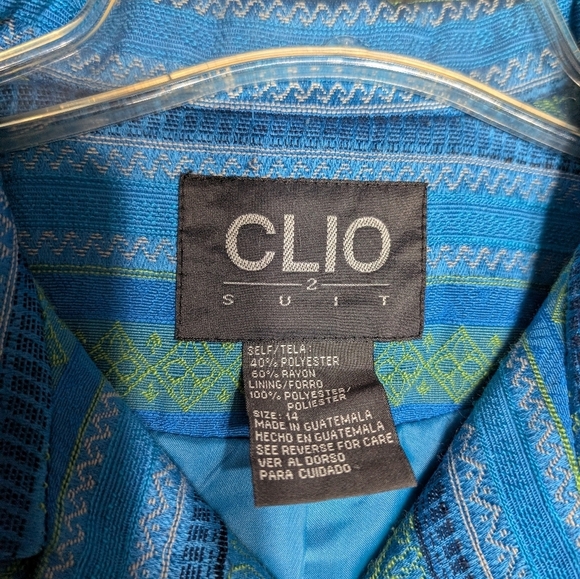 CLIO
2
SUIT
SELF/TELA:
40% POLYESTER
60% RAYON
LINING/FORRO
100% POLYESTER/
POLIESTER
SIZE: 14
MADE IN GUATEMALA
HECHO EN GUATEMALA
SEE REVERSE FOR CARE
VER AL DORSO
PARA CUIDADO